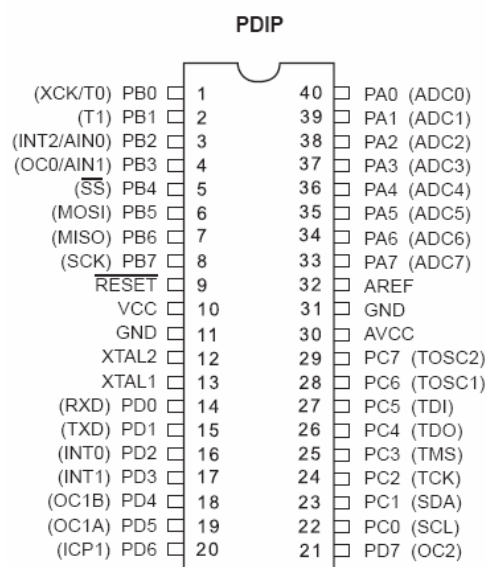 PDIP
(XCK/T0) PB0 1 40 PA0 (ADC0)
(T1) PB1 2 39 PA1 (ADC1)
(INT2/AIN0) PB2 3 38 PA2 (ADC2)
(OC0/AIN1) PB3 4 37 PA3 (ADC3)
(SS) PB4 5 36 PA4 (ADC4)
(MOSI) PB5 6 35 PA5 (ADC5)
(MISO) PB6 7 34 PA6 (ADC6)
(SCK) PB7 8 33 PA7 (ADC7)
RESET 9 32 AREF
VCC 10 31 GND
GND 11 30 AVCC
XTAL2 12 29 PC7 (TOSC2)
XTAL1 13 28 PC6 (TOSC1)
(RXD) PD0 14 27 PC5 (TDI)
(TXD) PD1 15 26 PC4 (TDO)
(INT0) PD2 16 25 PC3 (TMS)
(INT1) PD3 17 24 PC2 (TCK)
(OC1B) PD4 18 23 PC1 (SDA)
(OC1A) PD5 19 22 PC0 (SCL)
(ICP1) PD6 20 21 PD7 (OC2)